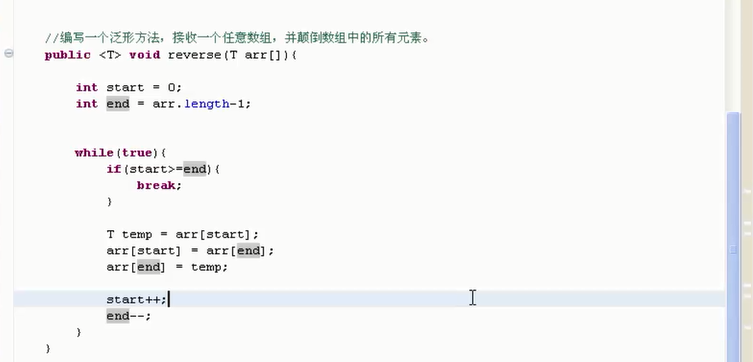 //编写一个泛形方法，接收一个任意数组，并颠倒数组中的所有元素。
public <T> void reverse(T arr[]){
int start = 0;
int end = arr.length-1;
while(true){
if(start>=end){
break;
}
T temp = arr[start];
arr[start] = arr[end];
arr[end] = temp;
start++;
end--;
}
}